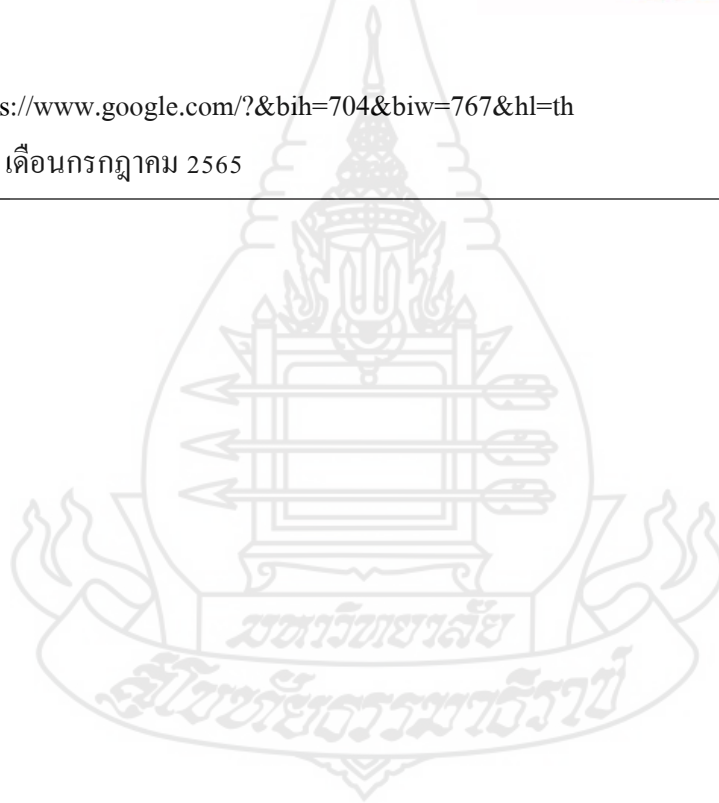 s://www.google.com/?&bih=704&biw=767&hl=th
เดือนกรกฎาคม 2565
มหาวิทยาลัย
สุโขทัยธรรมาธิราช